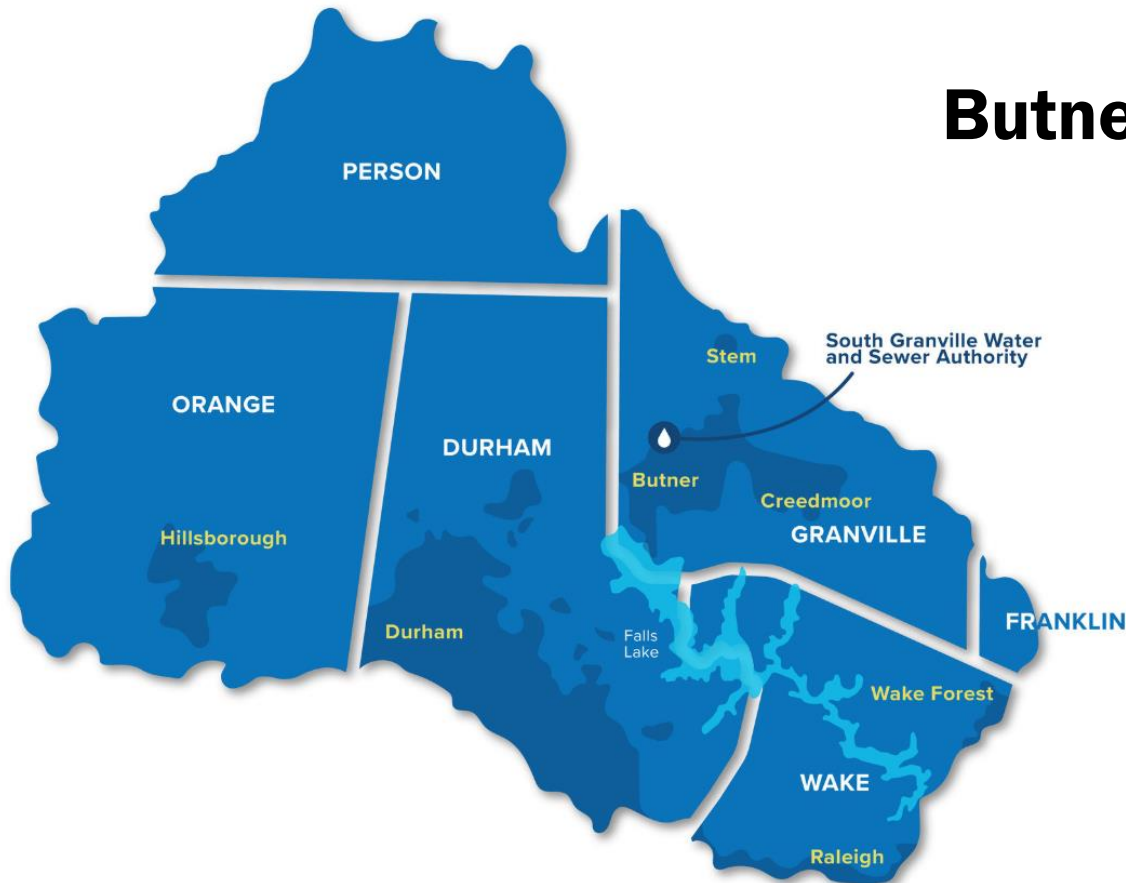 Butne
PERSON
Stem
South Granville Water
and Sewer Authority
ORANGE
DURHAM
Butner
Creedmoor
GRANVILLE
Hillsborough
Durham
Falls
Lake
FRANKLIN
Wake Forest
WAKE
Raleigh